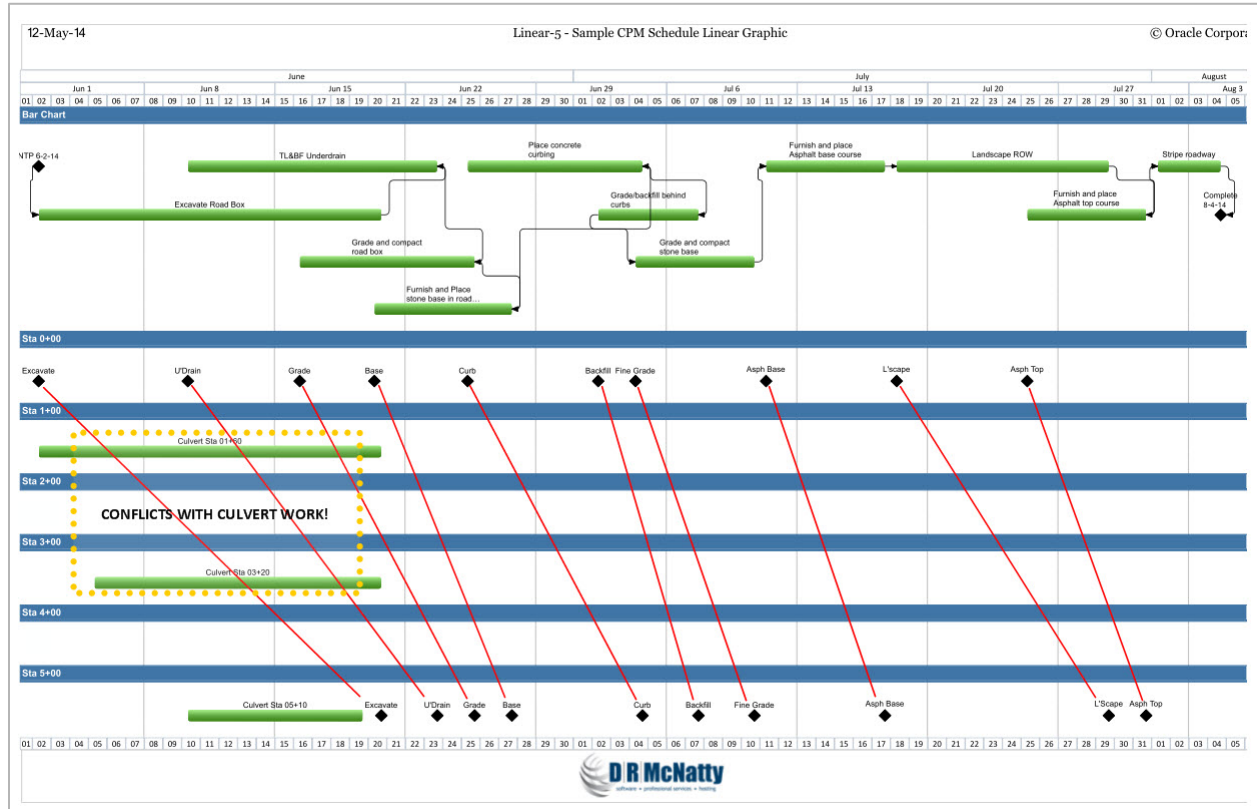 12-May-14
Linear-5 - Sample CPM Schedule Linear Graphic
© Oracle Corpora
June July August
Jun 1 Jun 8 Jun 15 Jun 22 Jun 29 Jul 6 Jul 13 Jul 20 Jul 27 Aug 3
01 02 03 04 05 06 07 08 09 10 11 12 13 14 15 16 17 18 19 20 21 22 23 24 25 26 27 28 29 30 01 02 03 04 05 06 07 08 09 10 11 12 13 14 15 16 17 18 19 20 21 22 23 24 25 26 27 28 29 30 31 01 02 03 04 05
Bar Chart
NTP 6-2-14
TL&BF Underdrain
Place concrete
curbing
Furnish and place
Asphalt base course
Landscape ROW
Stripe roadway
Excavate Road Box
Grade/backfill behind
curbs
Furnish and place
Asphalt top course
Complete
8-4-14
Grade and compact
road box
Grade and compact
stone base
Furnish and Place
stone base in road...
Sta 0+00
Excavate U'Drain Grade Base Curb Backfill Fine Grade Asph Base L'scape Asph Top
Sta 1+00
Culvert Sta 01+60
Sta 2+00
CONFLICTS WITH CULVERT WORK!
Sta 3+00
Culvert Sta 03+20
Sta 4+00
Sta 5+00
Culvert Sta 05+10
Excavate U'Drain Grade Base Curb Backfill Fine Grade Asph Base L'Scape Asph Top
01 02 03 04 05 06 07 08 09 10 11 12 13 14 15 16 17 18 19 20 21 22 23 24 25 26 27 28 29 30 01 02 03 04 05 06 07 08 09 10 11 12 13 14 15 16 17 18 19 20 21 22 23 24 25 26 27 28 29 30 31 01 02 03 04 05
D|R|McNatty
software • professional services • hosting